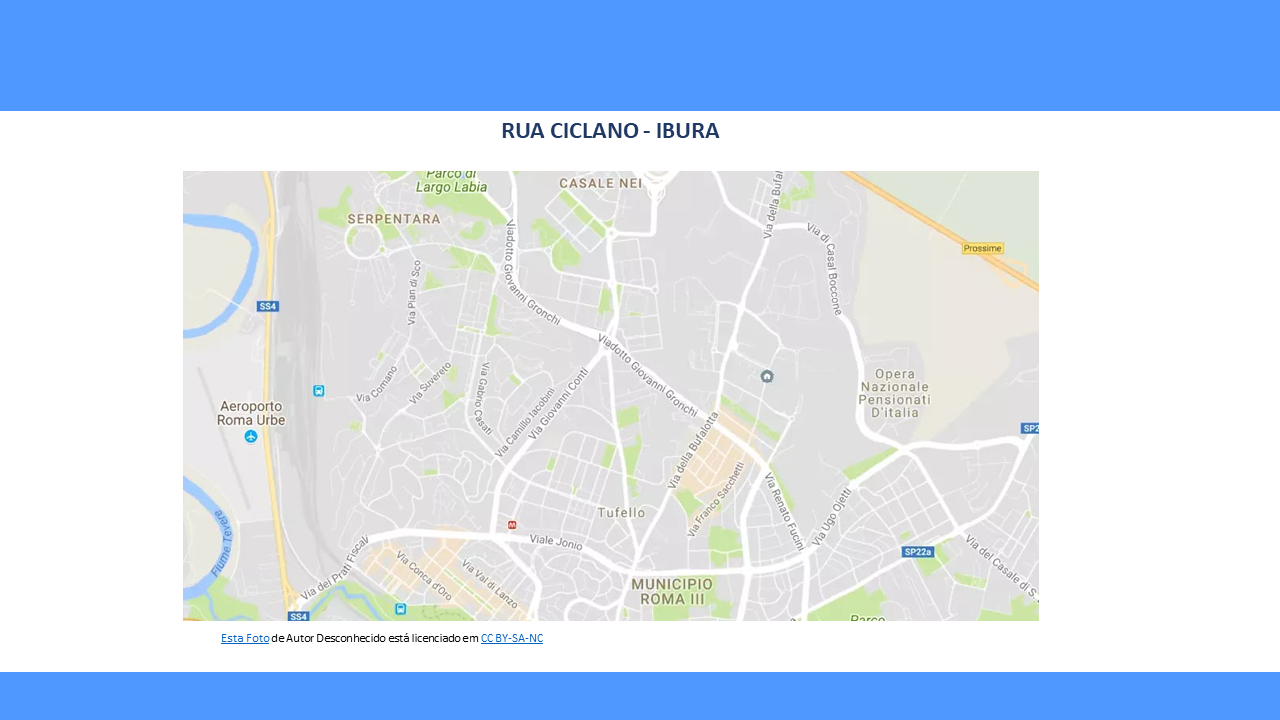 RUA CICLANO - IBURA
Parco di
Largo Labia
CASALE NEI
SERPENTARA
Viadotto Giovanni Gronchi
Via della Bufal
Via di Casal Boccone
Prossime
SS4
Via Pian di Sco
Viadotto Giovanni Gronchi
Via Comano
Via Suvereto
Via Gabrio Casati
Via Camillo Iacobini
Via Giovanni Conti
Opera
Nazionale
Pensionati
D'italia
Aeroporto
Roma Urbe
SP2
Via della Bufalotta
Via Franco Sacchetti
Via Renato Fucini
Via Ugo Ojetti
Tufello
M
Fiume Tevere
Via dei Prati Fiscali
Viale Jonio
SP22a
Via del Casale di S.
Via Conca d'Oro
Via Val di Lanzo
MUNICIPIO
ROMA III
SS4
Parco
Esta Foto de Autor Desconhecido está licenciado em CC BY-SA-NC